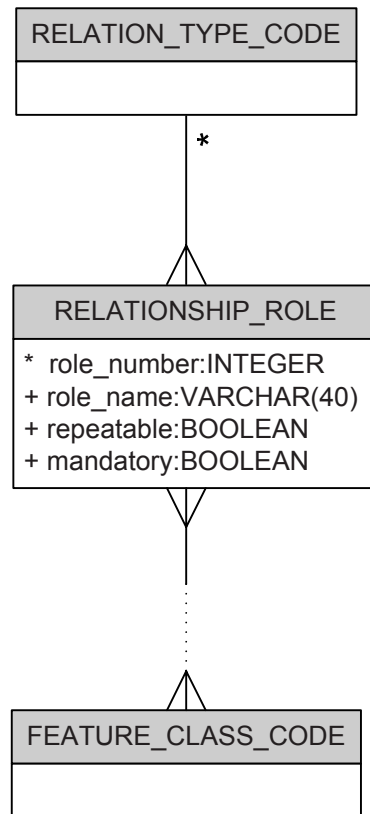 RELATION_TYPE_CODE
*
RELATIONSHIP_ROLE
* role_number:INTEGER
+ role_name:VARCHAR(40)
+ repeatable:BOOLEAN
+ mandatory:BOOLEAN
FEATURE_CLASS_CODE